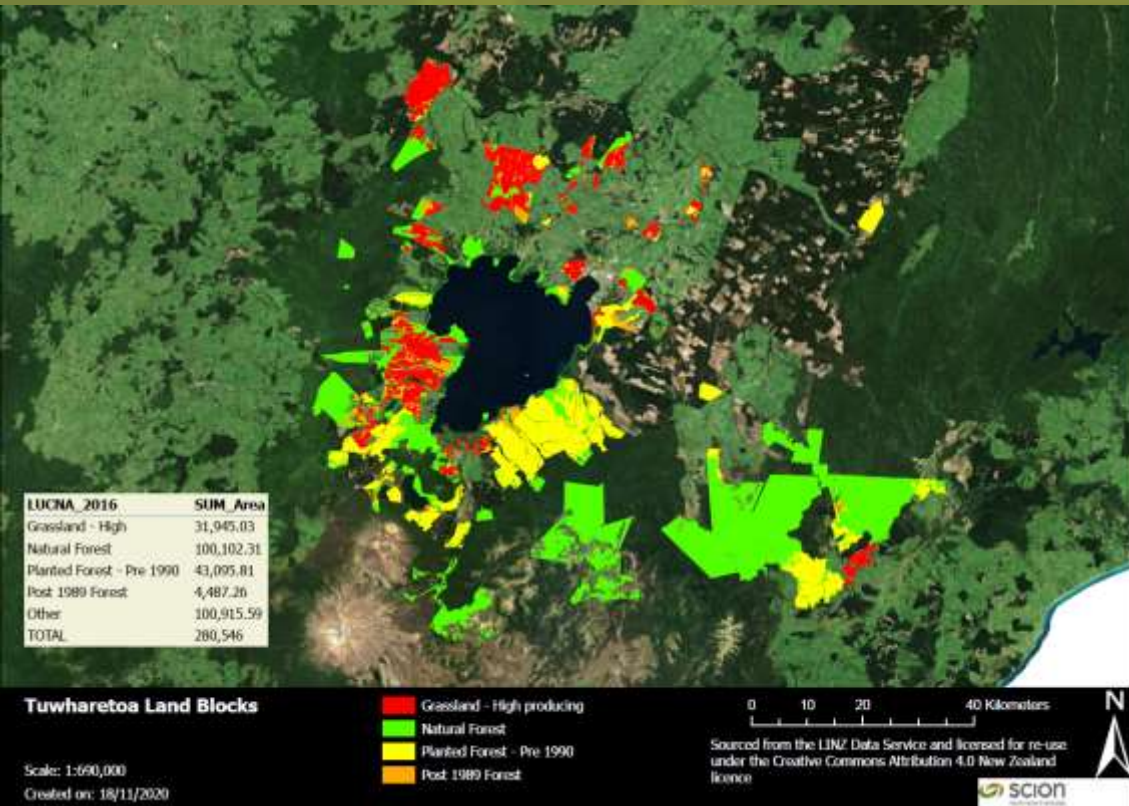 LUCNA_2016 SUM_Area
Grassland - High 31,945.03
Natural Forest 100,102.31
Planted Forest - Pre 1990 43,095.81
Post 1989 Forest 4,487.26
Other 100,915.59
TOTAL 280,546
Tuwharetoa Land Blocks
Scale: 1:690,000
Created on: 18/11/2020
Grassland - High producing
Natural Forest
Planted Forest - Pre 1990
Post 1989 Forest
0 10 20 40 Kilometers
Sourced from the LINZ Data Service and licensed for re-use
under the Creative Commons Attribution 4.0 New Zealand
licence
N
SCION